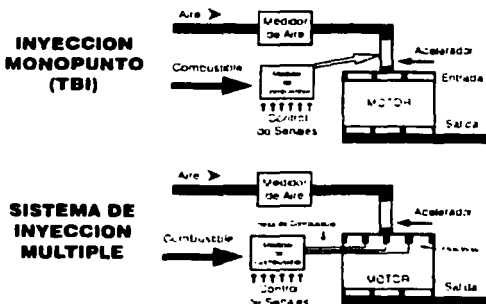 INYECCION
MONOPUNTO
(TBI)
Aire
Medidor
de Aire
Combustible
Acelerador
Entrada
MOTOR
Control
de Señales
Salida
SISTEMA DE
INYECCION
MULTIPLE
Aire
Medidor
de Aire
Combustible
Acelerador
MOTOR
Control
de Señales
Salida